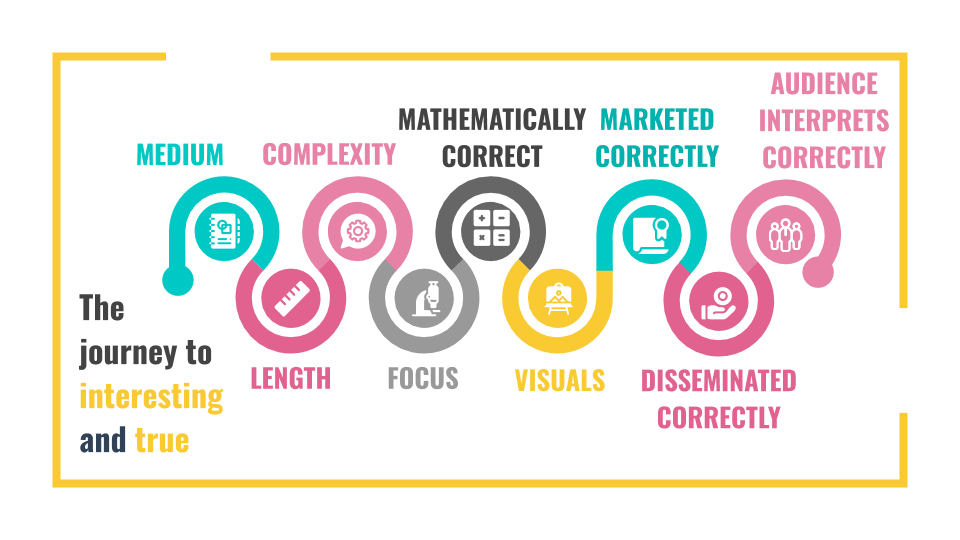 AUDIENCE
INTERPRETS
CORRECTLY
MATHEMATICALLY
CORRECT
MARKETED
CORRECTLY
MEDIUM
COMPLEXITY
The
journey to
interesting
and true
LENGTH
FOCUS
VISUALS
DISSEMINATED
CORRECTLY